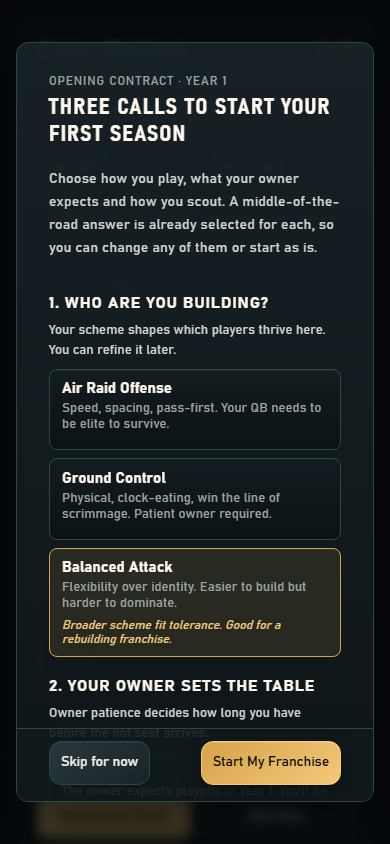 OPENING CONTRACT · YEAR 1
THREE CALLS TO START YOUR
FIRST SEASON
Choose how you play, what your owner
expects and how you scout. A middle-of-the-
road answer is already selected for each, so
you can change any of them or start as is.
1. WHO ARE YOU BUILDING?
Your scheme shapes which players thrive here.
You can refine it later.
Air Raid Offense
Speed, spacing, pass-first. Your QB needs to
be elite to survive.
Ground Control
Physical, clock-eating, win the line of
scrimmage. Patient owner required.
Balanced Attack
Flexibility over identity. Easier to build but
harder to dominate.
Broader scheme fit tolerance. Good for a
rebuilding franchise.
2. YOUR OWNER SETS THE TABLE
Owner patience decides how long you have
before the hot seat arrives.
Skip for now
Start My Franchise
The owner expects playoffs in Year 1. You'll be